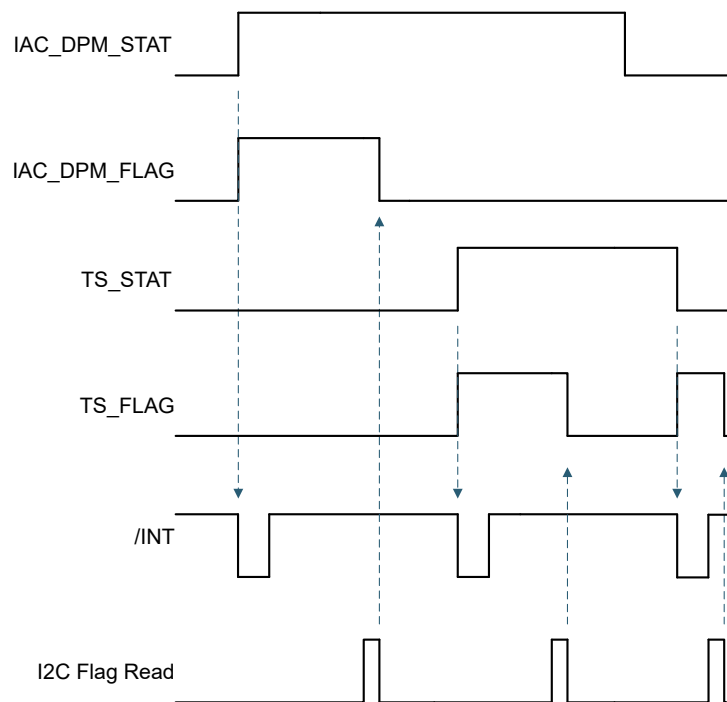 IAC_DPM_STAT
IAC_DPM_FLAG
TS_STAT
TS_FLAG
/INT
I2C Flag Read